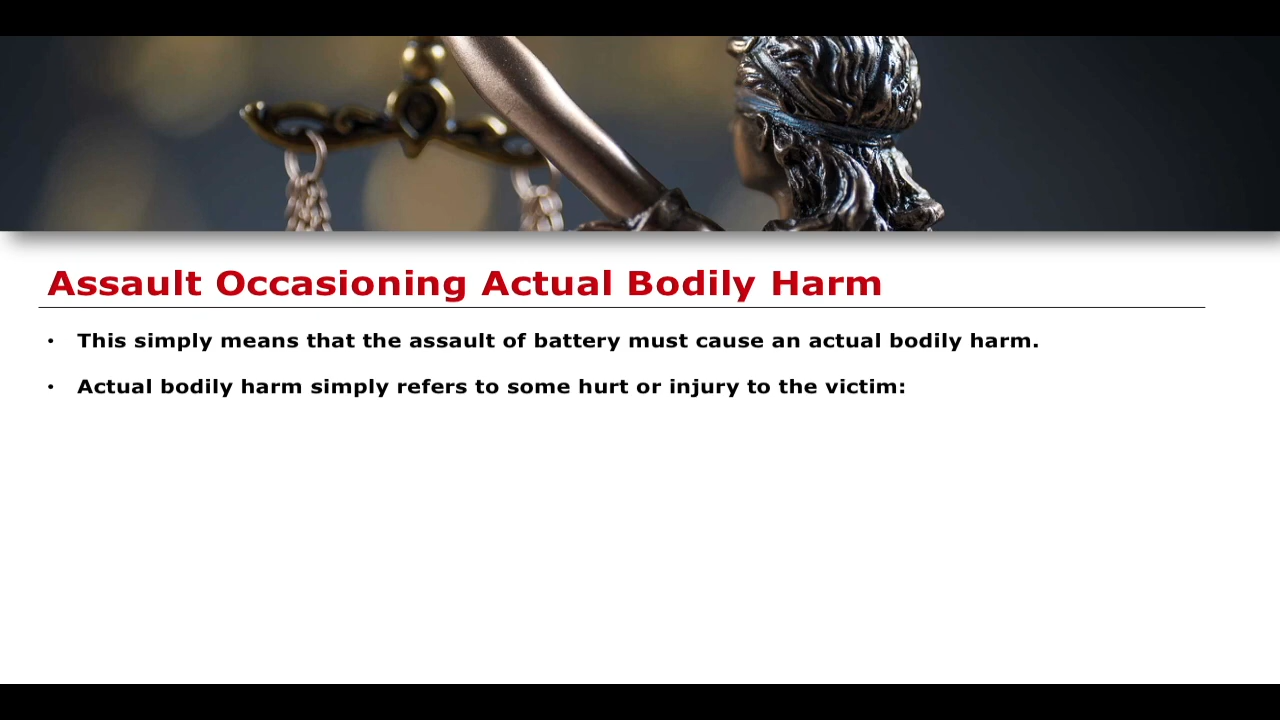 Assault Occasioning Actual Bodily Harm
• This simply means that the assault of battery must cause an actual bodily harm.
• Actual bodily harm simply refers to some hurt or injury to the victim: